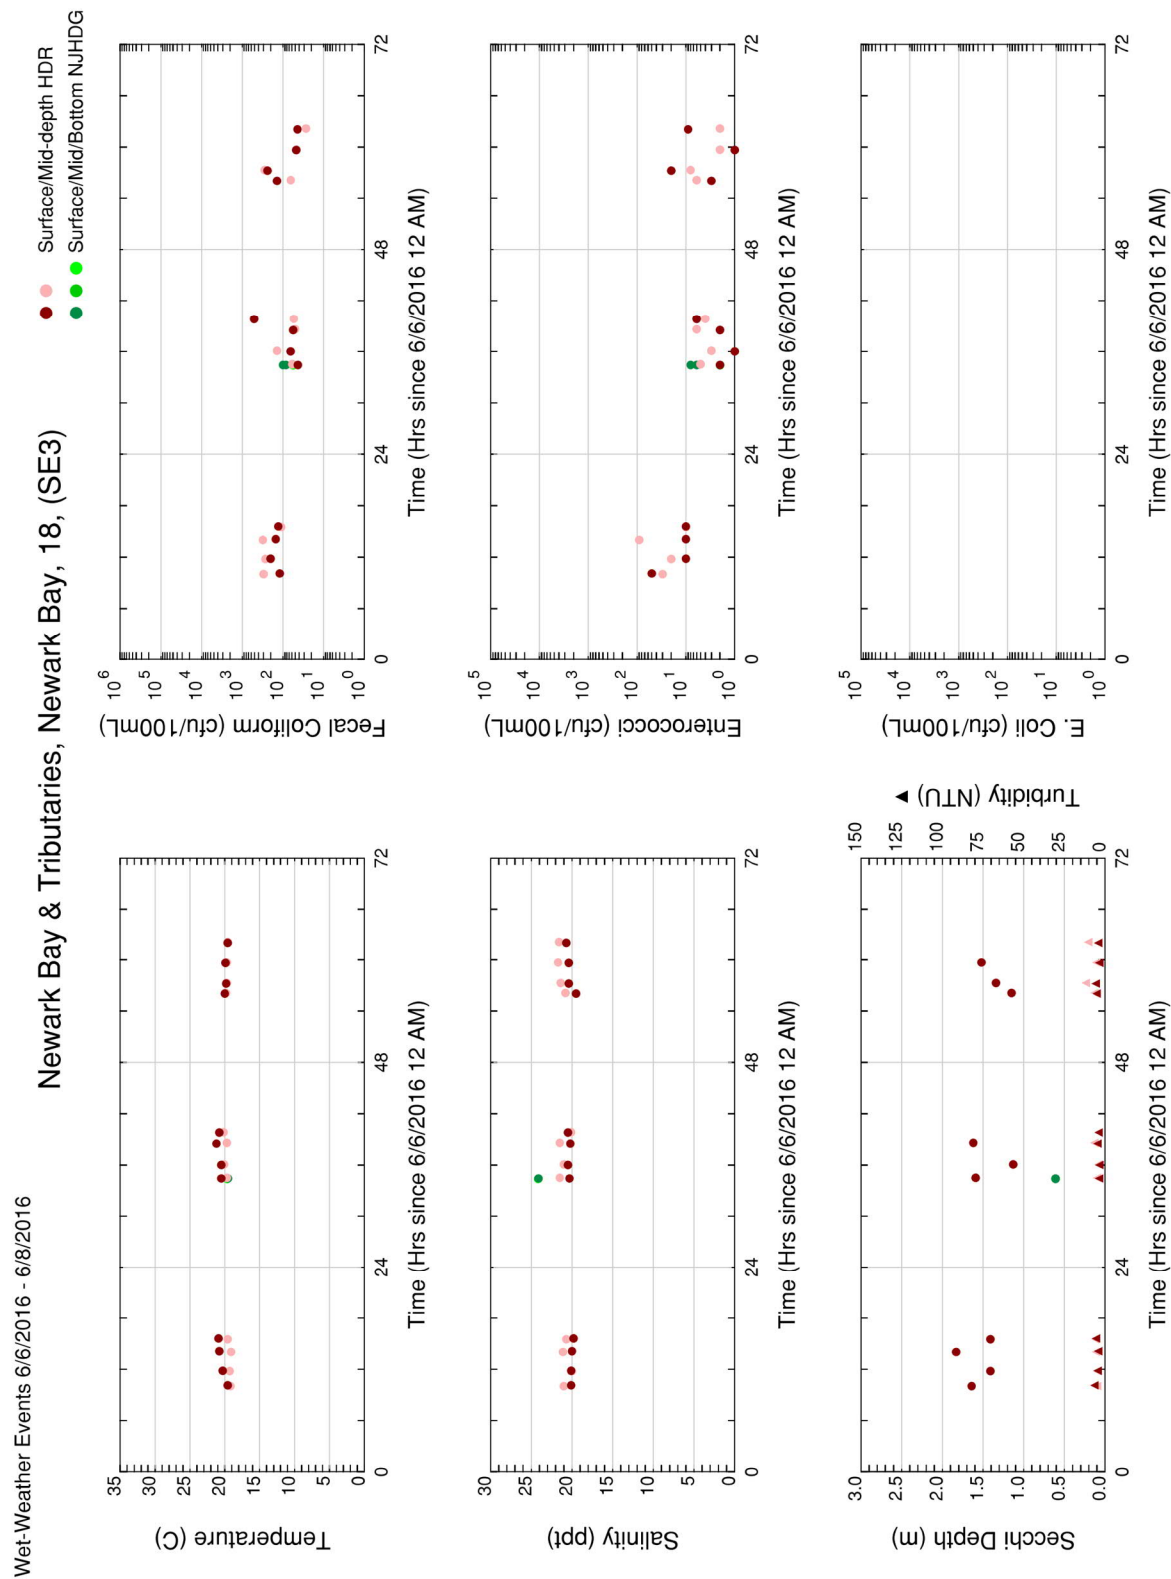 Wet-Weather Events 6/6/2016 - 6/8/2016
Newark Bay & Tributaries, Newark Bay, 18, (SE3)
Surface/Mid-depth HDR
Surface/Mid/Bottom NJHDG
Temperature (C)
35
30
25
20
15
10
5
0
0 24 48 72
Time (Hrs since 6/6/2016 12 AM)
Fecal Coliform (cfu/100mL)
10 6
10 5
10 4
10 3
10 2
10 1
10 0
0 24 48 72
Time (Hrs since 6/6/2016 12 AM)
Salinity (ppt)
30
25
20
15
10
5
0
0 24 48 72
Time (Hrs since 6/6/2016 12 AM)
Enterococci (cfu/100mL)
10 5
10 4
10 3
10 2
10 1
10 0
0 24 48 72
Time (Hrs since 6/6/2016 12 AM)
Secchi Depth (m)
3.0
2.5
2.0
1.5
1.0
0.5
0.0
0 24 48 72
Time (Hrs since 6/6/2016 12 AM)
150
125
100
75
50
25
0
Turbidity (NTU)
E. Coli (cfu/100mL)
10 5
10 4
10 3
10 2
10 1
10 0
0 24 48 72
Time (Hrs since 6/6/2016 12 AM)